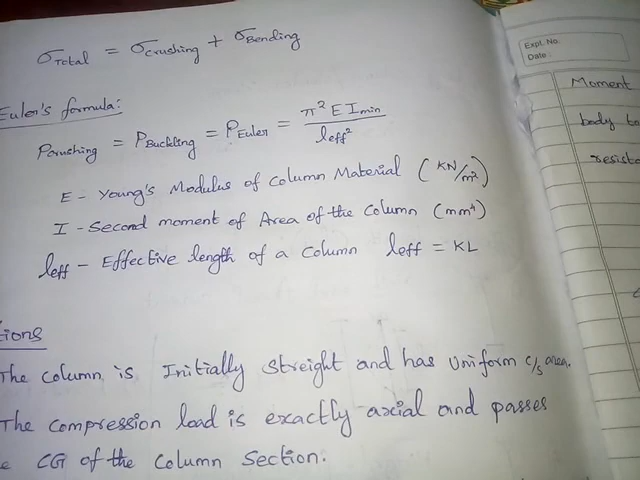 σTotal = σCrushing + σBending
Euler's formula:
Pcrushing = PBuckling = PEuler = π² E Imin / leff²
E - Young's Modulus of Column Material (KN/m²)
I - Second moment of Area of the Column (mm⁴)
leff - Effective length of a Column leff = KL
tions
The Column is Initially Streight and has Uniform c/s area.
The Compression load is exactly axial and passes
e CG of the Column Section.
Expt. No.
Date :
Moment
body to
resista